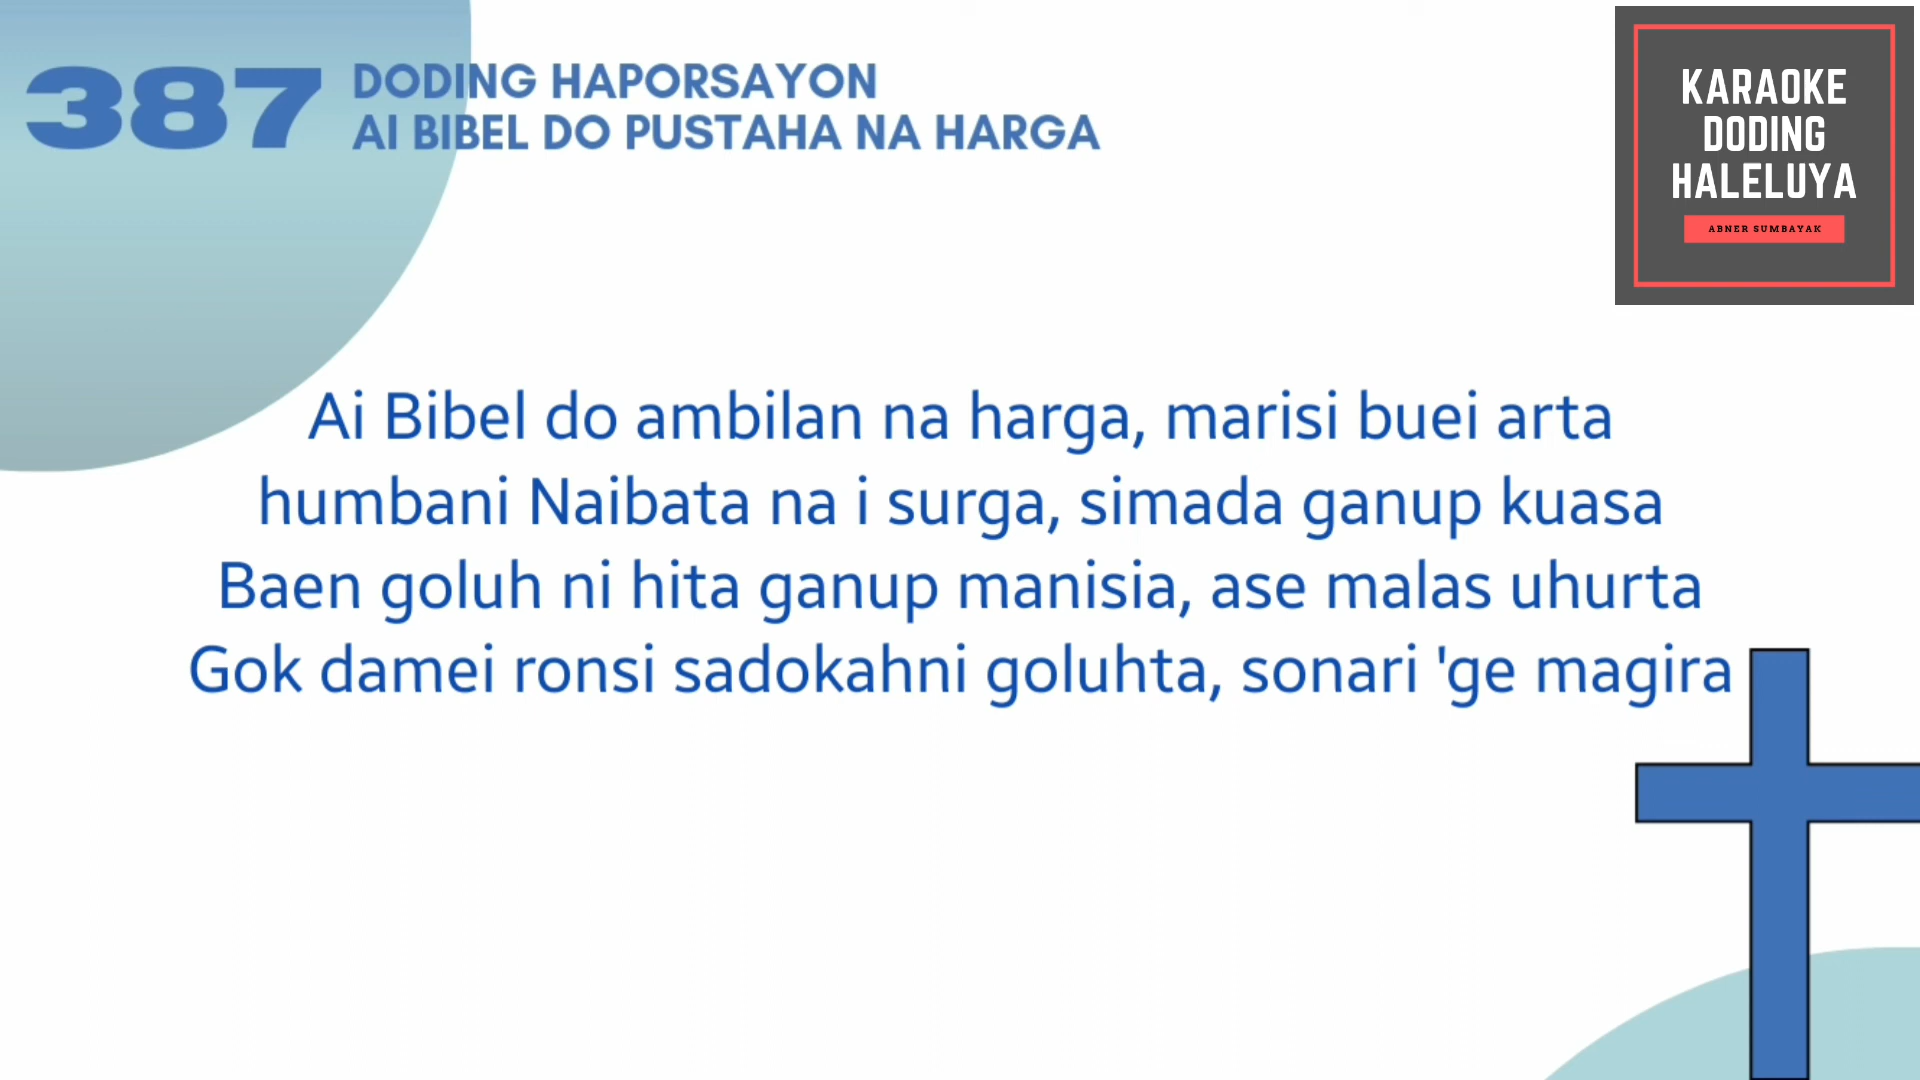 387
DODING HAPORSAYON
AI BIBEL DO PUSTAHA NA HARGA
KARAOKE
DODING
HALELUYA
ABNER SUMBAYAK
Ai Bibel do ambilan na harga, marisi buei arta
humbani Naibata na i surga, simada ganup kuasa
Baen goluh ni hita ganup manisia, ase malas uhurta
Gok damei ronsi sadokahni goluhta, sonari 'ge magira